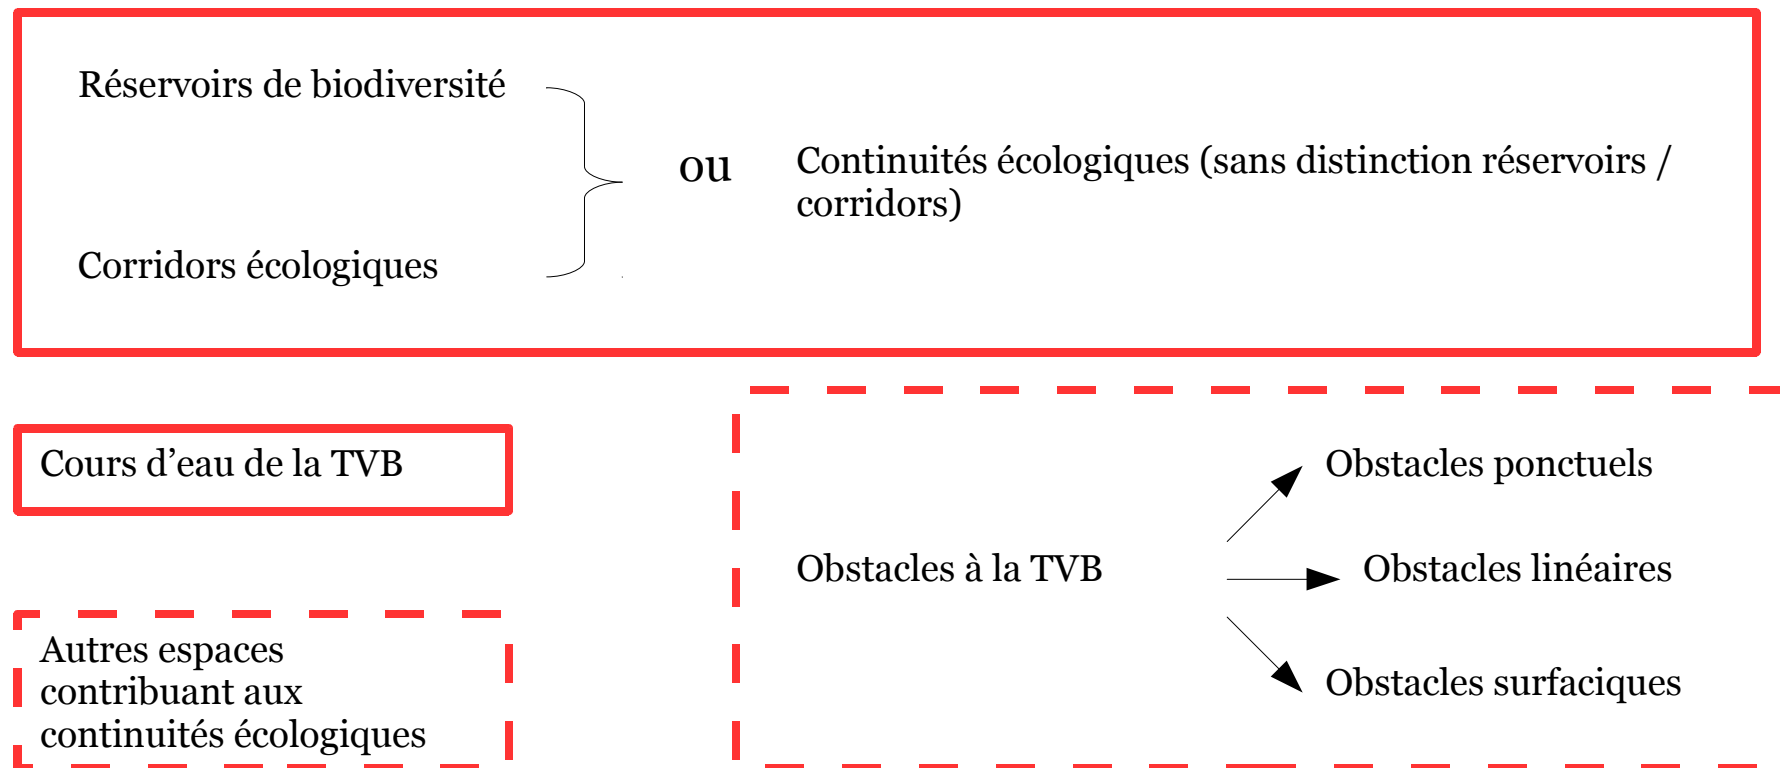 Réservoirs de biodiversité
Corridors écologiques
ou
Continuités écologiques (sans distinction réservoirs /
corridors)
Cours d’eau de la TVB
Autres espaces
contribuant aux
continuités écologiques
Obstacles à la TVB
Obstacles ponctuels
Obstacles linéaires
Obstacles surfaciques